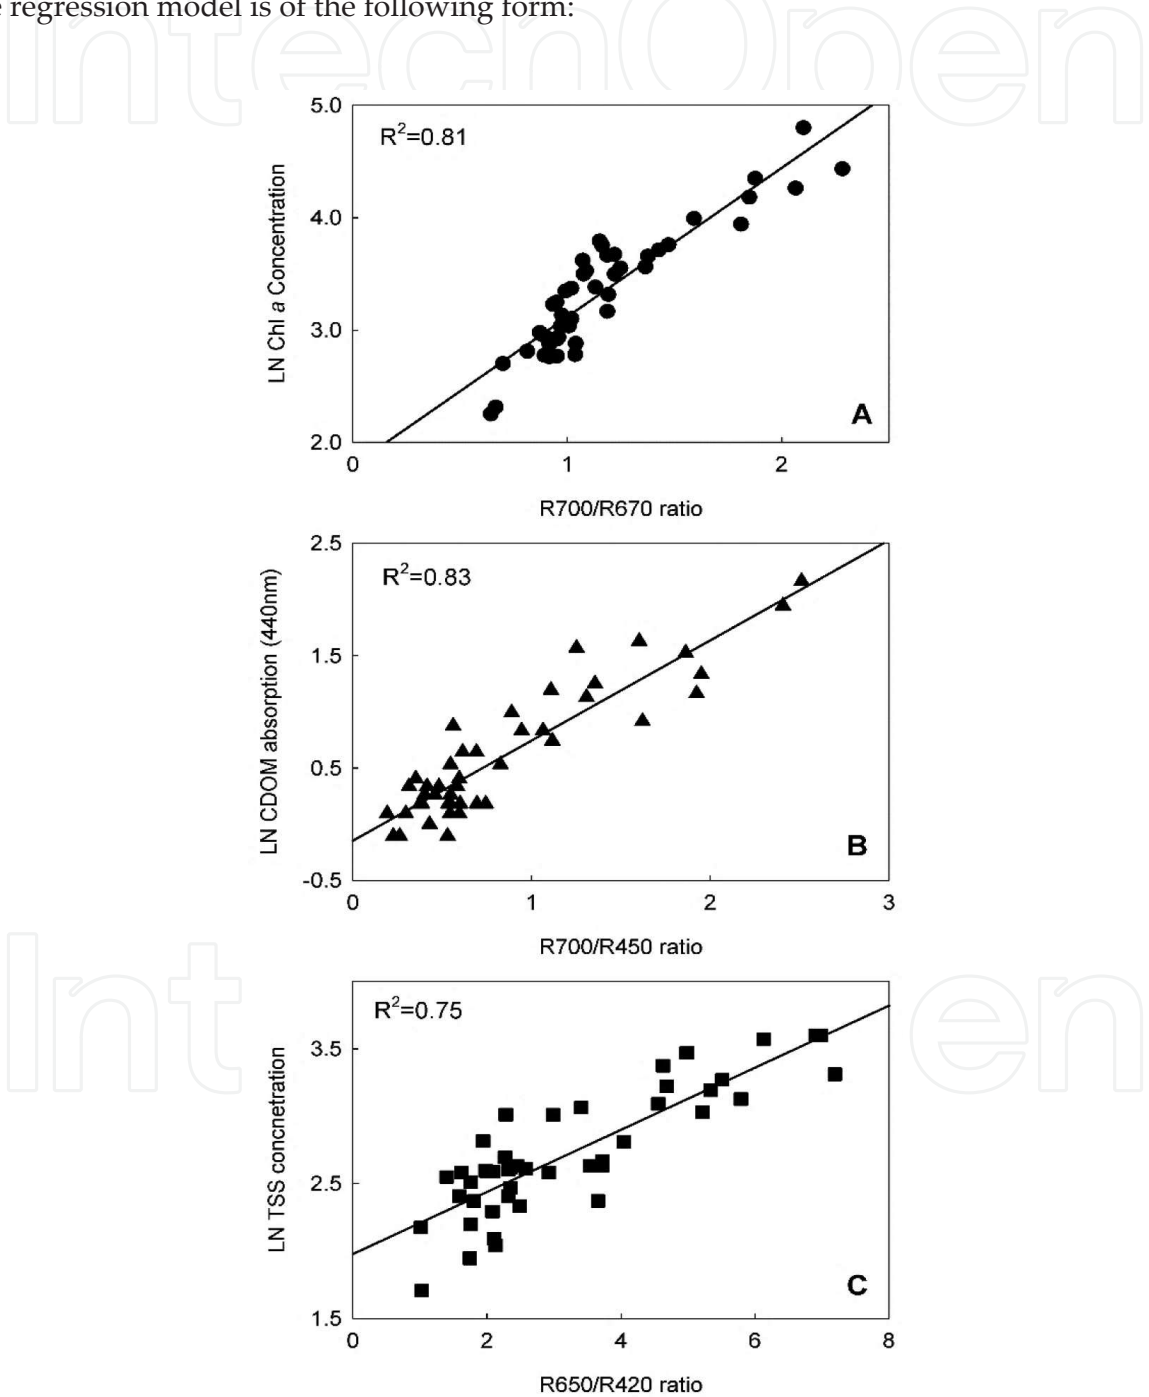 regression model is of the following form:
IntechOpen
5.0
R²=0.81
4.0
LN Chl a Concentration
3.0
A
2.0
0 1 2
R700/R670 ratio
2.5
R²=0.83
LN CDOM absorption (440nm)
1.5
0.5
B
-0.5
0 1 2 3
R700/R450 ratio
IntechOpen
R²=0.75
3.5
LN TSS concnetration
2.5
C
1.5
0 2 4 6 8
R650/R420 ratio